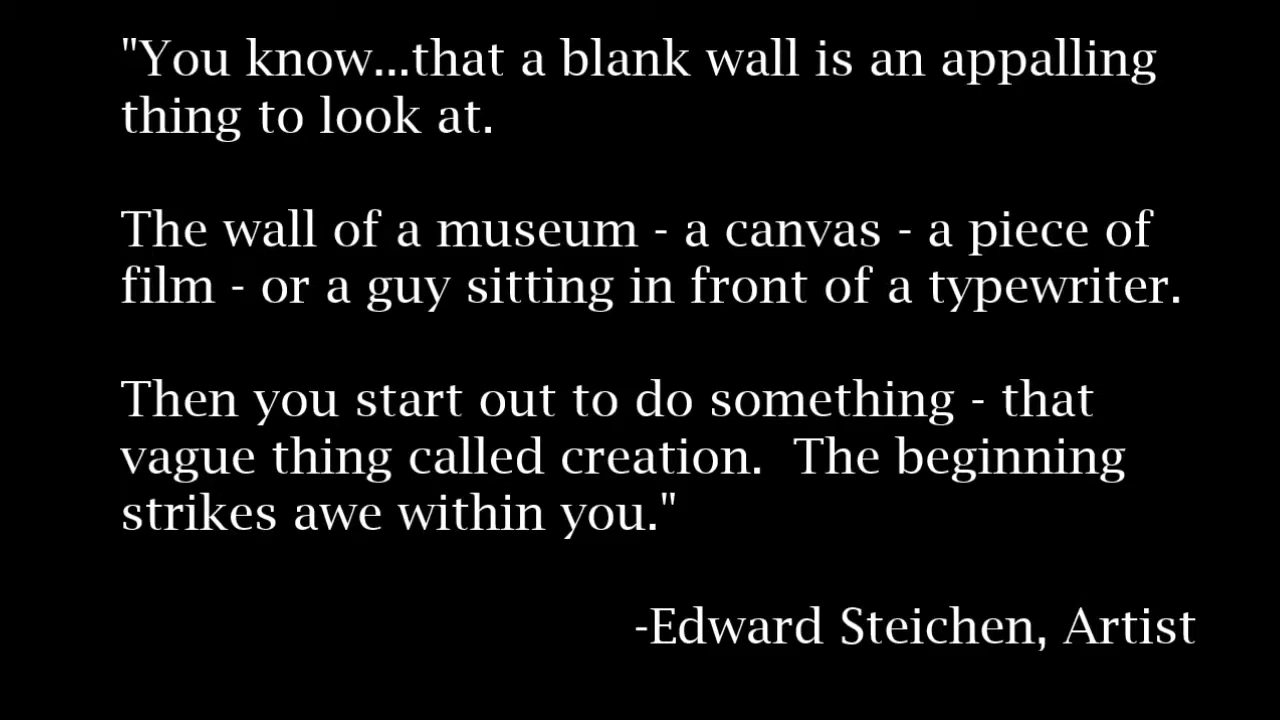 "You know...that a blank wall is an appalling
thing to look at.
The wall of a museum - a canvas - a piece of
film - or a guy sitting in front of a typewriter.
Then you start out to do something - that
vague thing called creation.  The beginning
strikes awe within you."
-Edward Steichen, Artist